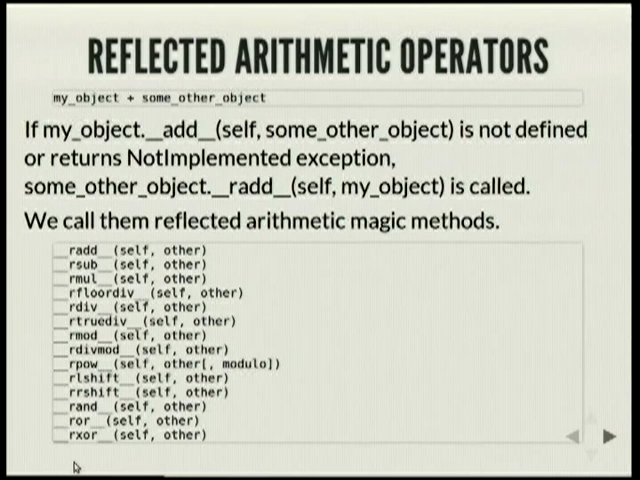 REFLECTED ARITHMETIC OPERATORS
my_object + some_other_object
If my_object.__add__(self, some_other_object) is not defined
or returns NotImplemented exception,
some_other_object.__radd__(self, my_object) is called.
We call them reflected arithmetic magic methods.
__radd__(self, other)
__rsub__(self, other)
__rmul__(self, other)
__rfloordiv__(self, other)
__rdiv__(self, other)
__rtruediv__(self, other)
__rmod__(self, other)
__rdivmod__(self, other)
__rpow__(self, other[, modulo])
__rlshift__(self, other)
__rrshift__(self, other)
__rand__(self, other)
__ror__(self, other)
__rxor__(self, other)